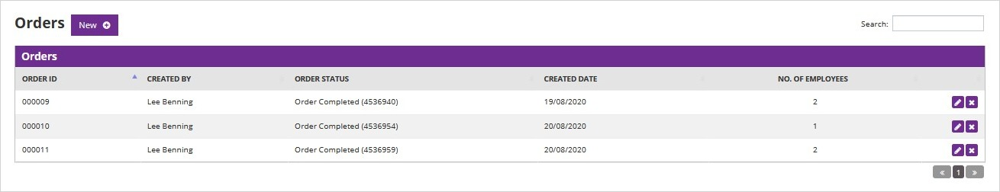 Orders New Search:
Orders
ORDER ID CREATED BY ORDER STATUS CREATED DATE NO. OF EMPLOYEES
000009 Lee Benning Order Completed (4536940) 19/08/2020 2
000010 Lee Benning Order Completed (4536954) 20/08/2020 1
000011 Lee Benning Order Completed (4536959) 20/08/2020 2
« 1 »